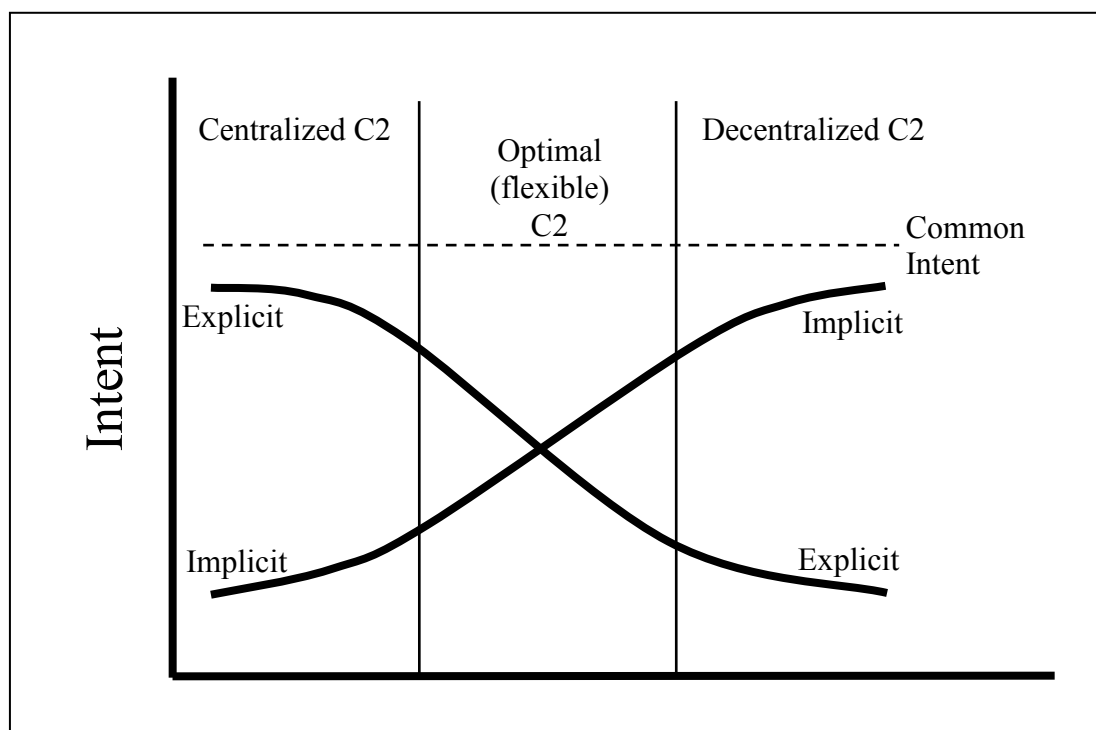 Centralized C2
Optimal
(flexible)
C2
Decentralized C2
Common
Intent
Explicit
Implicit
Intent
Implicit
Explicit